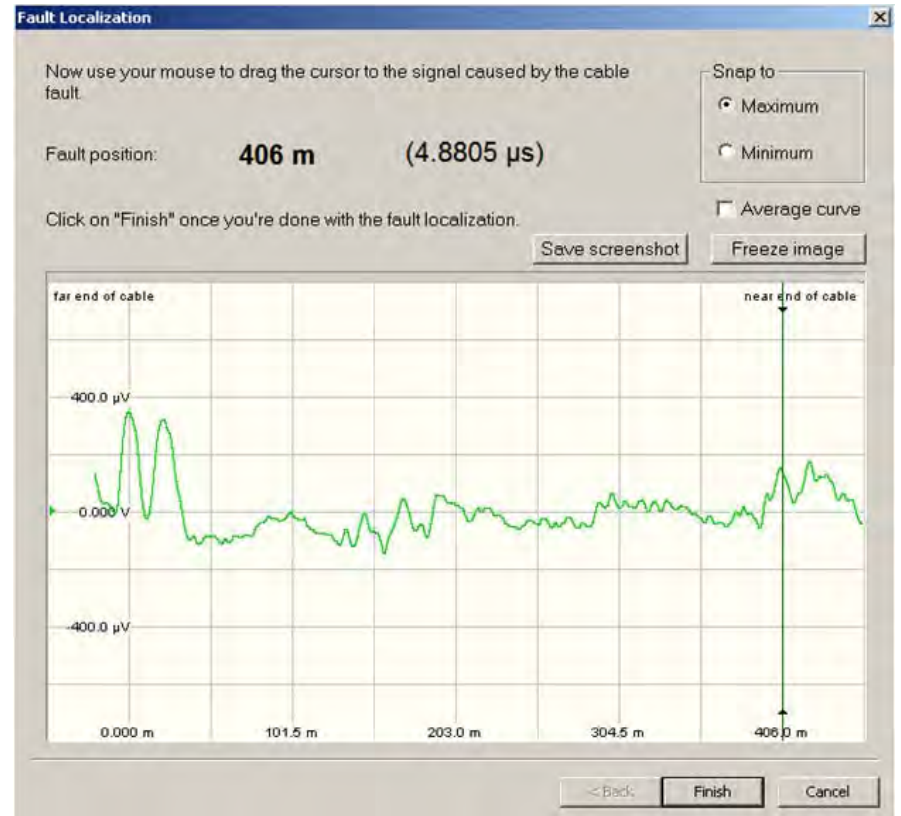 Fault Localization
Now use your mouse to drag the cursor to the signal caused by the cable
fault.
Snap to
Maximum
Minimum
Fault position: 406 m (4.8805 µs)
Average curve
Click on "Finish" once you're done with the fault localization.
Save screenshot
Freeze image
far end of cable
near end of cable
400.0 µV
0.000 V
-400.0 µV
0.000 m
101.5 m
203.0 m
304.5 m
406.0 m
< Back
Finish
Cancel